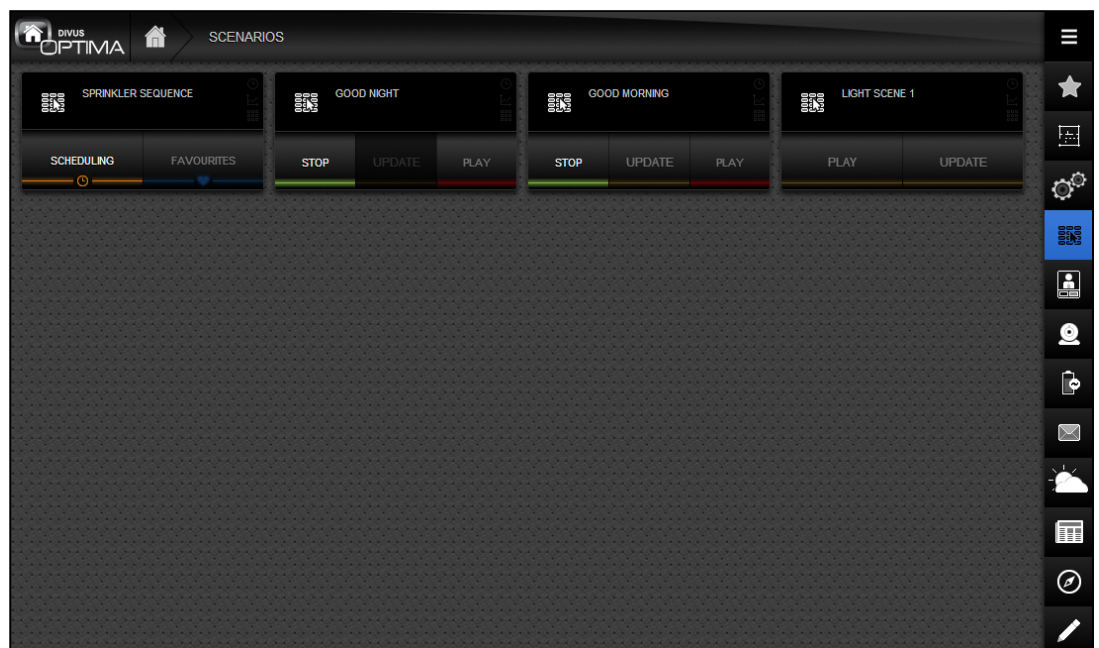 DIVUS
OPTIMA
SCENARIOS
SPRINKLER SEQUENCE
GOOD NIGHT
GOOD MORNING
LIGHT SCENE 1
SCHEDULING FAVOURITES
STOP UPDATE PLAY
STOP UPDATE PLAY
PLAY UPDATE